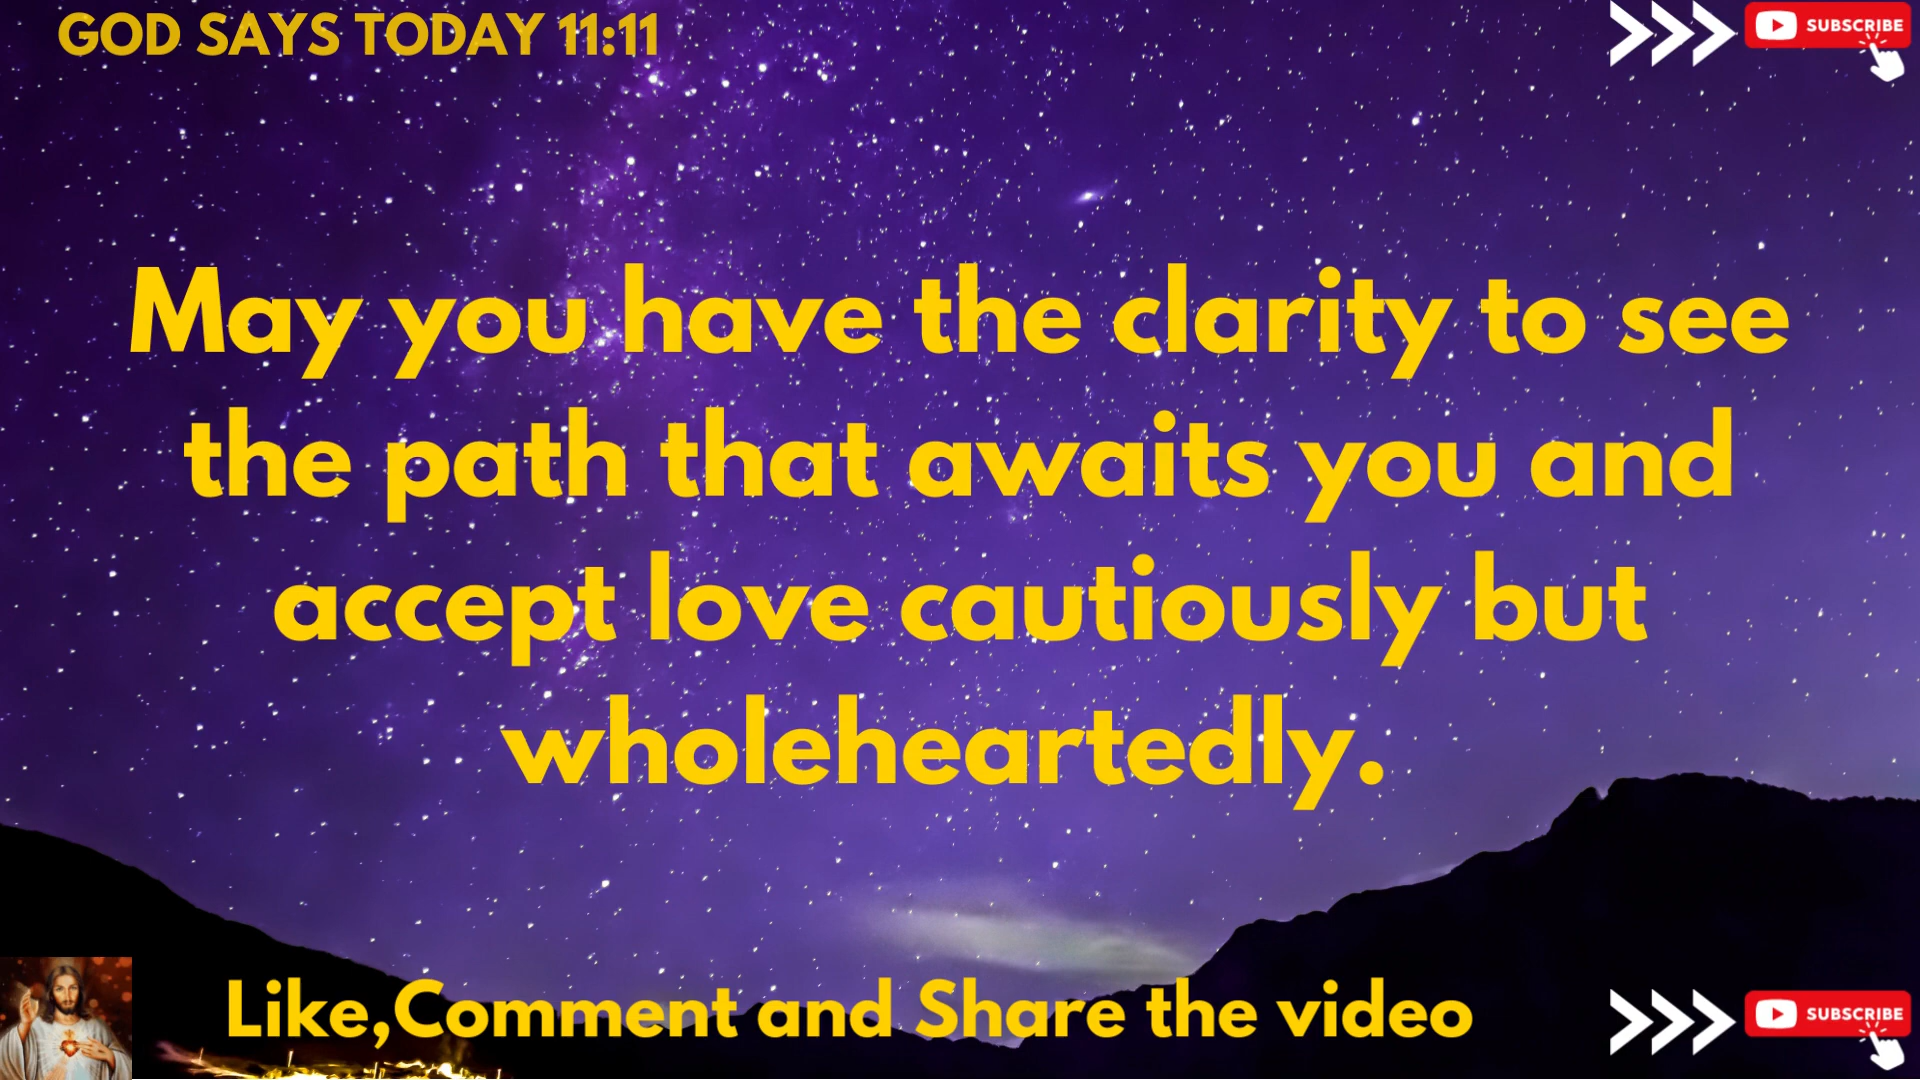 GOD SAYS TODAY 11:11
SUBSCRIBE
May you have the clarity to see
the path that awaits you and
accept love cautiously but
wholeheartedly.
Like,Comment and Share the video
SUBSCRIBE